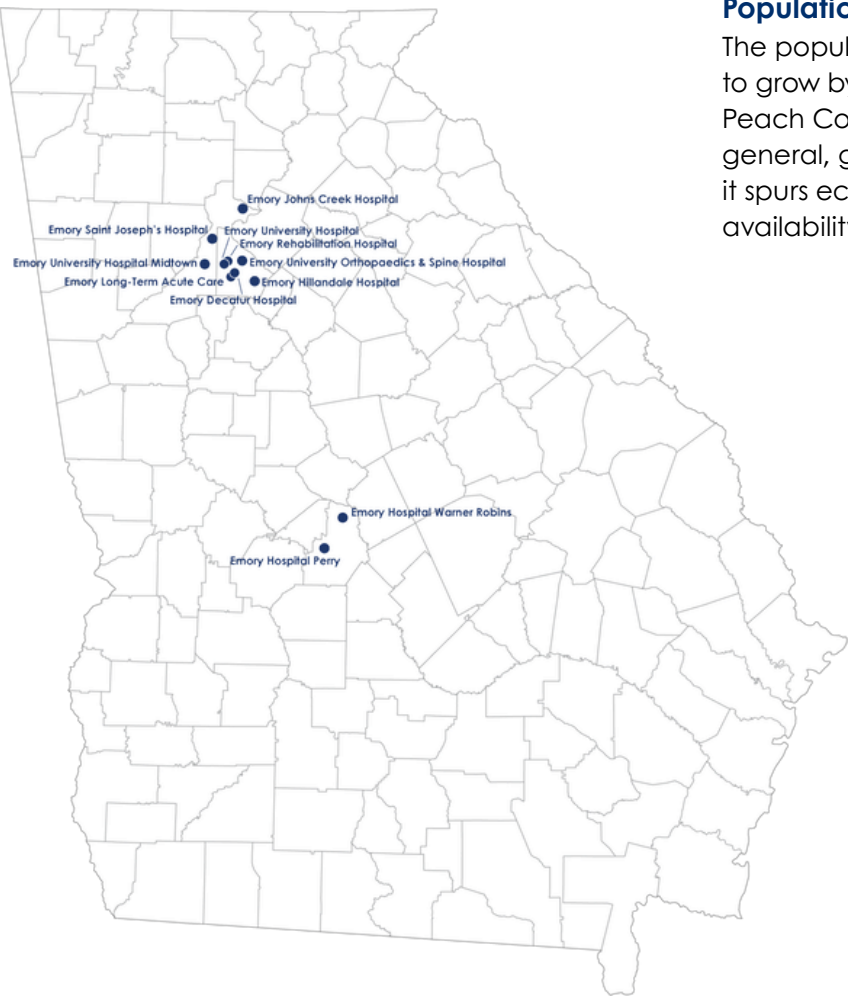 Populatio
The popul
to grow by
Peach Co
general, g
it spurs ec
availability
Emory Johns Creek Hospital
Emory Saint Joseph's Hospital
Emory University Hospital
Emory Rehabilitation Hospital
Emory University Hospital Midtown
Emory University Orthopaedics & Spine Hospital
Emory Long-Term Acute Care
Emory Hillandale Hospital
Emory Decatur Hospital
Emory Hospital Warner Robins
Emory Hospital Perry